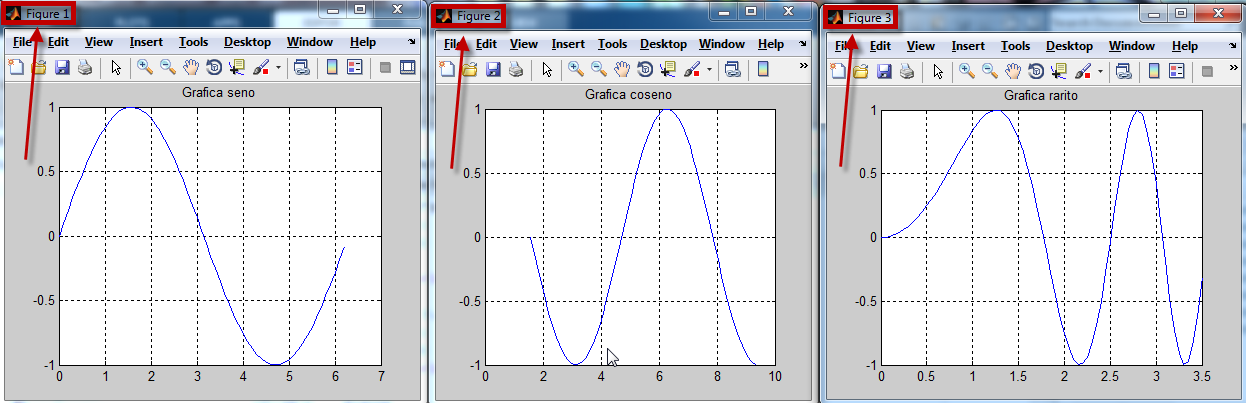 Figure 1
File Edit View Insert Tools Desktop Window Help
Grafica seno
1
0.5
0
-0.5
-1
0 1 2 3 4 5 6 7
Figure 2
File Edit View Insert Tools Desktop Window Help
Grafica coseno
1
0.5
0
-0.5
-1
0 2 4 6 8 10
Figure 3
File Edit View Insert Tools Desktop Window Help
Grafica rarito
1
0.5
0
-0.5
-1
0 0.5 1 1.5 2 2.5 3 3.5